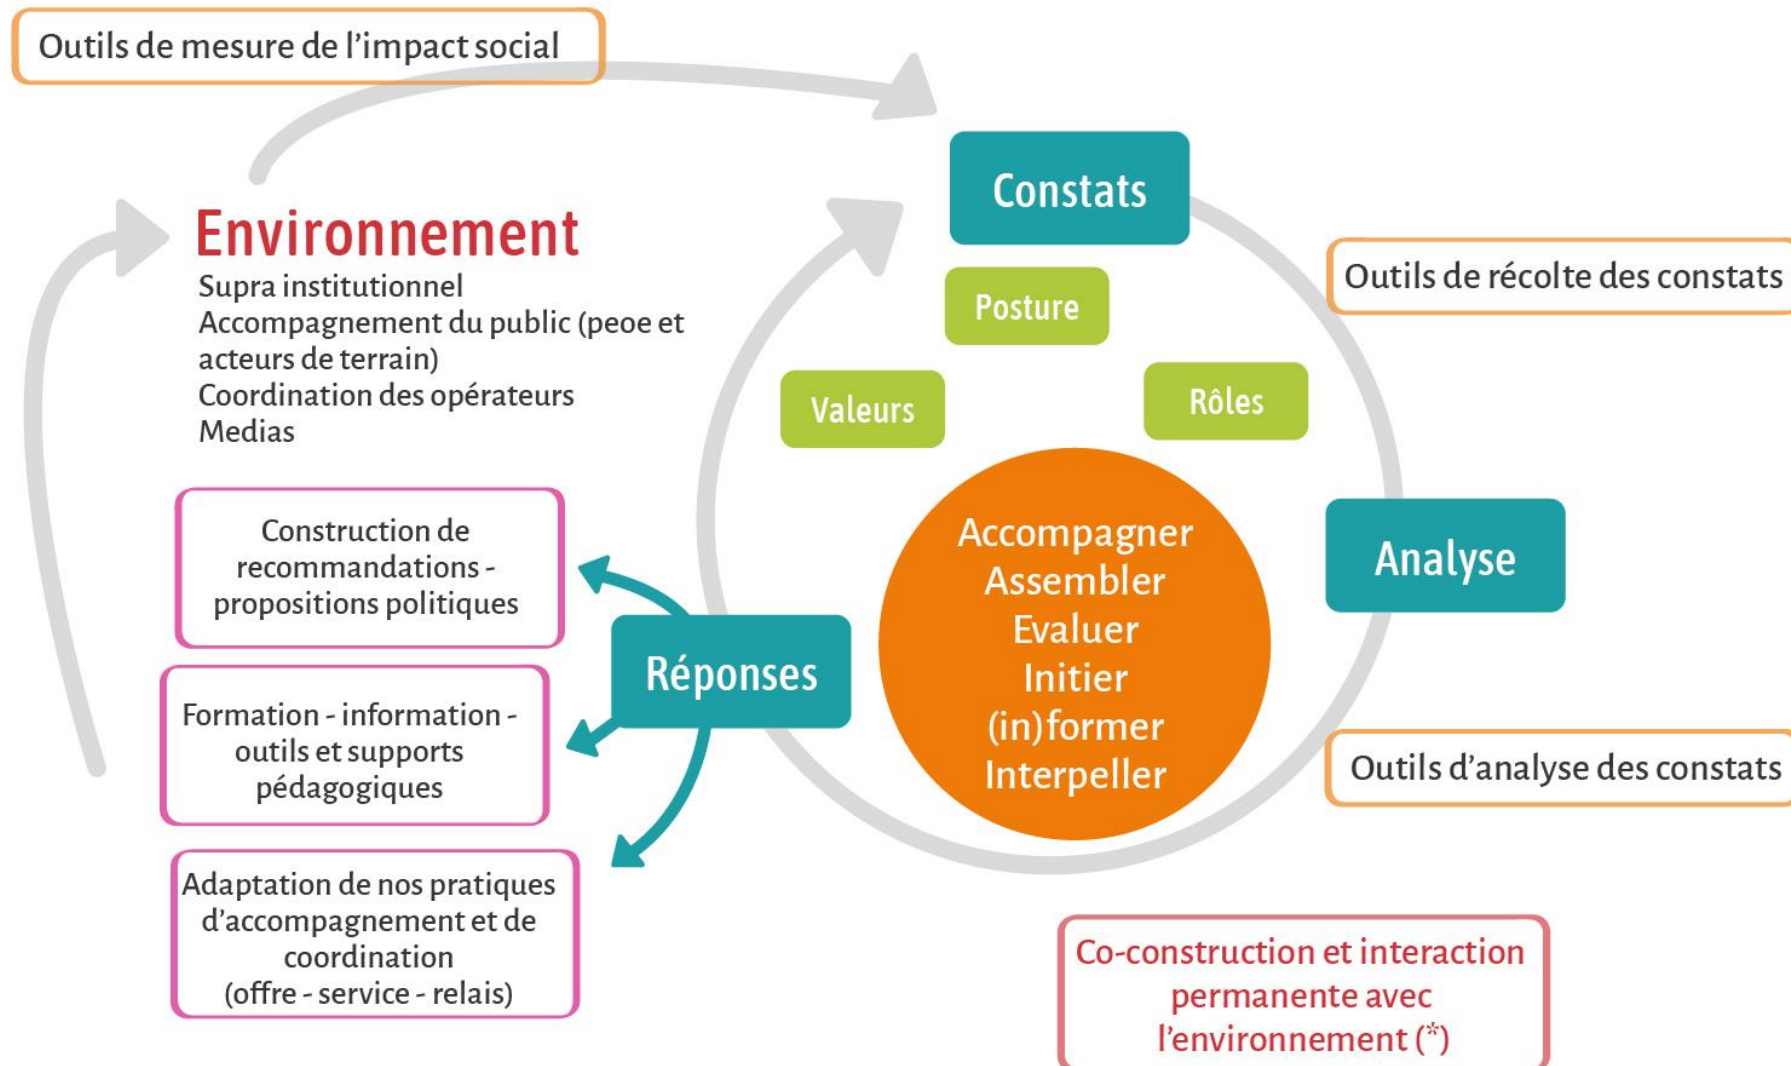 Outils de mesure de l'impact social
Constats
Environnement
Supra institutionnel
Accompagnement du public (peoe et
acteurs de terrain)
Coordination des opérateurs
Medias
Outils de récolte des constats
Posture
Valeurs
Rôles
Construction de
recommandations -
propositions politiques
Accompagner
Assembler
Evaluer
Initier
(in)former
Interpeller
Analyse
Réponses
Formation - information -
outils et supports
pédagogiques
Outils d'analyse des constats
Adaptation de nos pratiques
d'accompagnement et de
coordination
(offre - service - relais)
Co-construction et interaction
permanente avec
l'environnement (*)